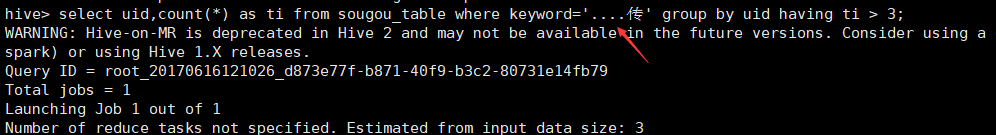 hive> select uid,count(*) as ti from sougou_table where keyword='....传' group by uid having ti > 3;
WARNING: Hive-on-MR is deprecated in Hive 2 and may not be available in the future versions. Consider using a
spark) or using Hive 1.X releases.
Query ID = root_20170616121026_d873e77f-b871-40f9-b3c2-80731e14fb79
Total jobs = 1
Launching Job 1 out of 1
Number of reduce tasks not specified. Estimated from input data size: 3